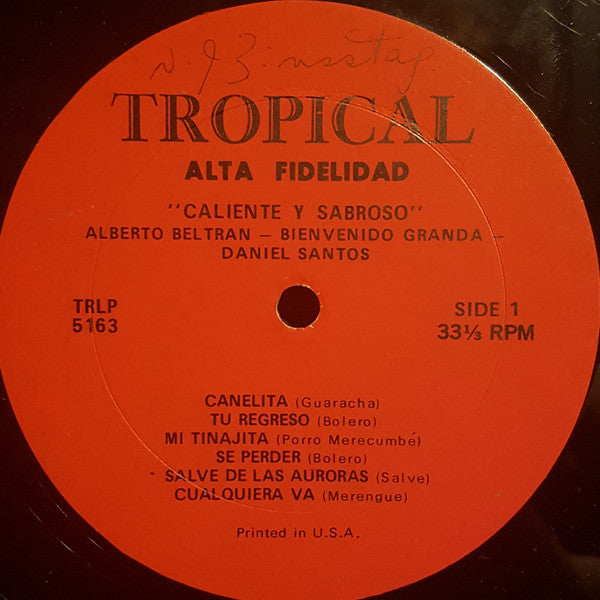 TROPICAL
ALTA FIDELIDAD
"CALIENTE Y SABROSO"
ALBERTO BELTRAN — BIENVENIDO GRANDA —
DANIEL SANTOS
TRLP
5163
SIDE 1
33⅓ RPM
CANELITA (Guaracha)
TU REGRESO (Bolero)
MI TINAJITA (Porro Merecumbé)
SE PERDER (Bolero)
SALVE DE LAS AURORAS (Salve)
CUALQUIERA VA (Merengue)
Printed in U.S.A.